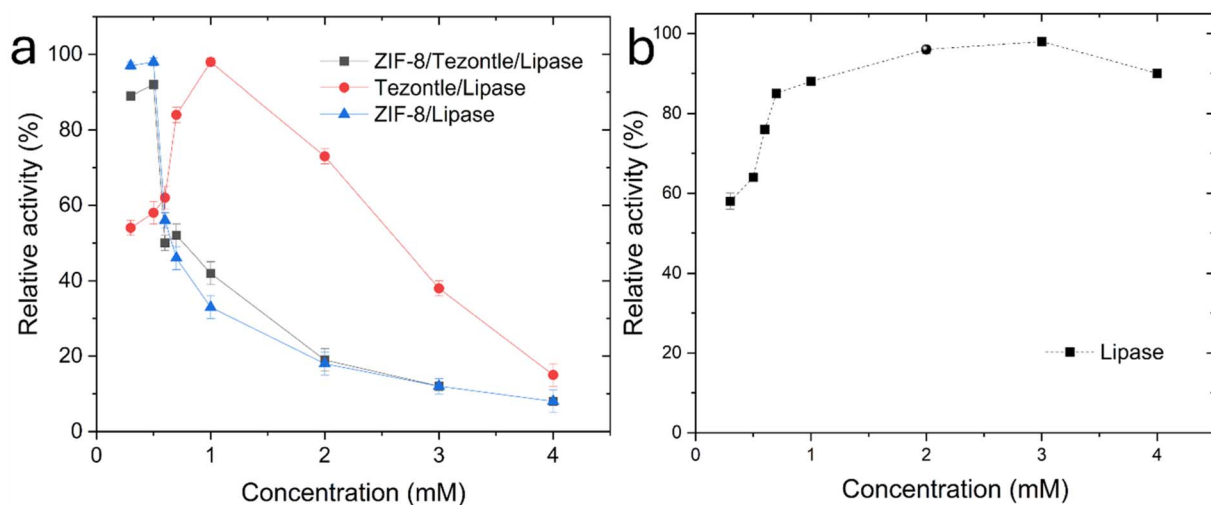 a
ZIF-8/Tezontle/Lipase
Tezontle/Lipase
ZIF-8/Lipase
Relative activity (%)
100
80
60
40
20
0
0 1 2 3 4
Concentration (mM)
b
Lipase
Relative activity (%)
100
80
60
40
20
0
0 1 2 3 4
Concentration (mM)